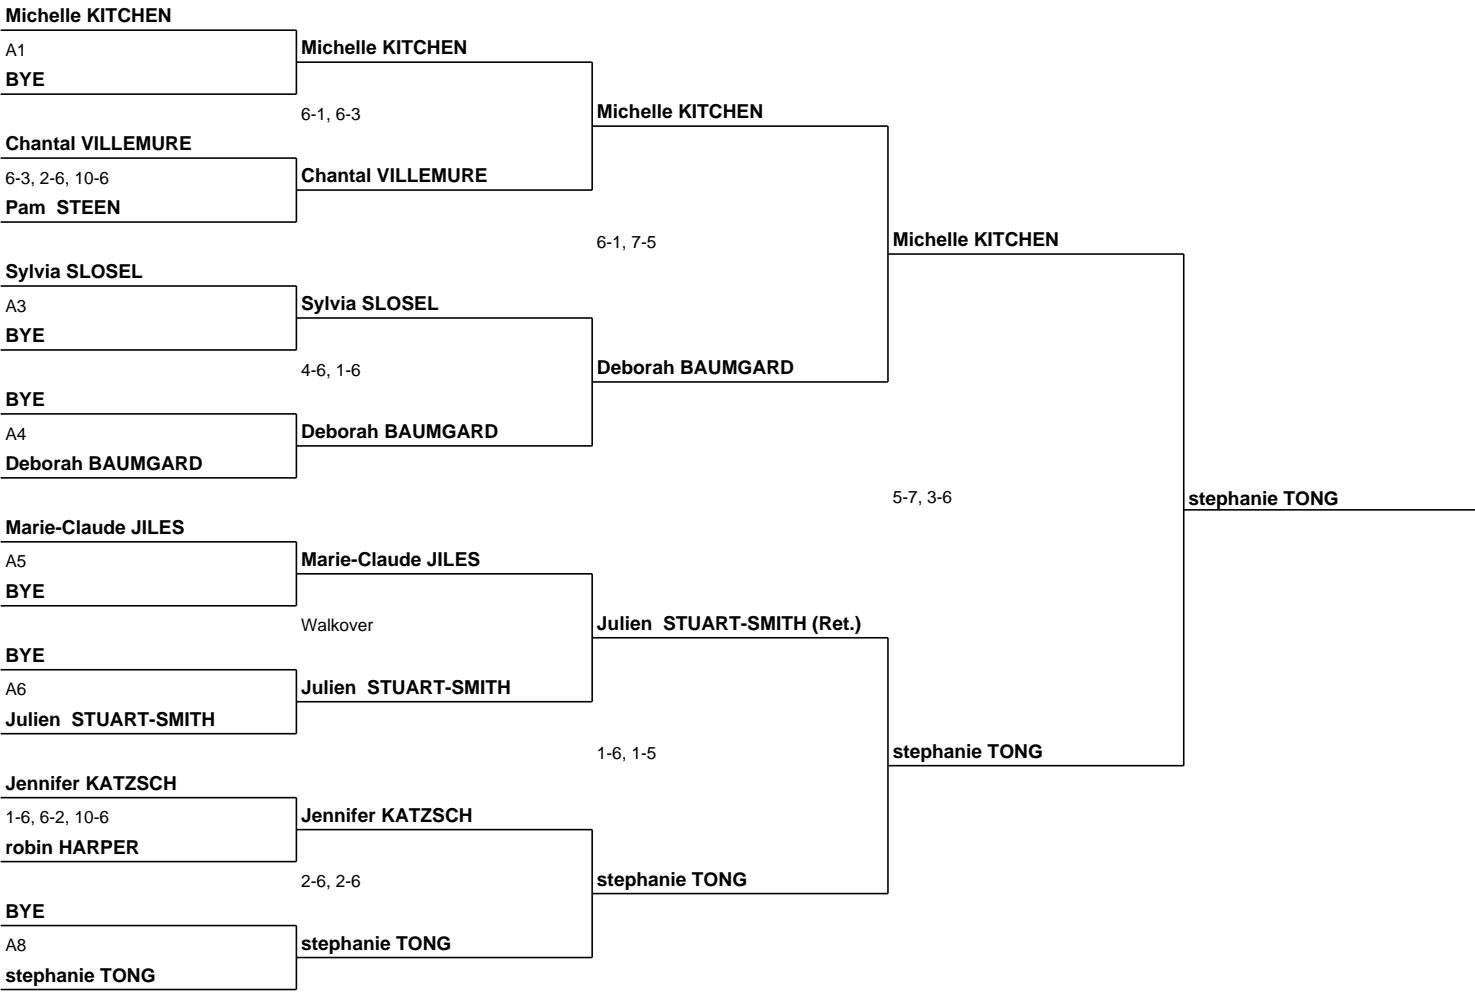 Michelle KITCHEN
A1
BYE
Chantal VILLEMURE
6-3, 2-6, 10-6
Pam  STEEN
Sylvia SLOSEL
A3
BYE
BYE
A4
Deborah BAUMGARD
Marie-Claude JILES
A5
BYE
BYE
A6
Julien  STUART-SMITH
Jennifer KATZSCH
1-6, 6-2, 10-6
robin HARPER
BYE
A8
stephanie TONG
Michelle KITCHEN
6-1, 6-3
Chantal VILLEMURE
Sylvia SLOSEL
4-6, 1-6
Deborah BAUMGARD
Marie-Claude JILES
Walkover
Julien  STUART-SMITH
Jennifer KATZSCH
2-6, 2-6
stephanie TONG
Michelle KITCHEN
6-1, 7-5
Deborah BAUMGARD
Julien  STUART-SMITH (Ret.)
1-6, 1-5
stephanie TONG
Michelle KITCHEN
5-7, 3-6
stephanie TONG
stephanie TONG